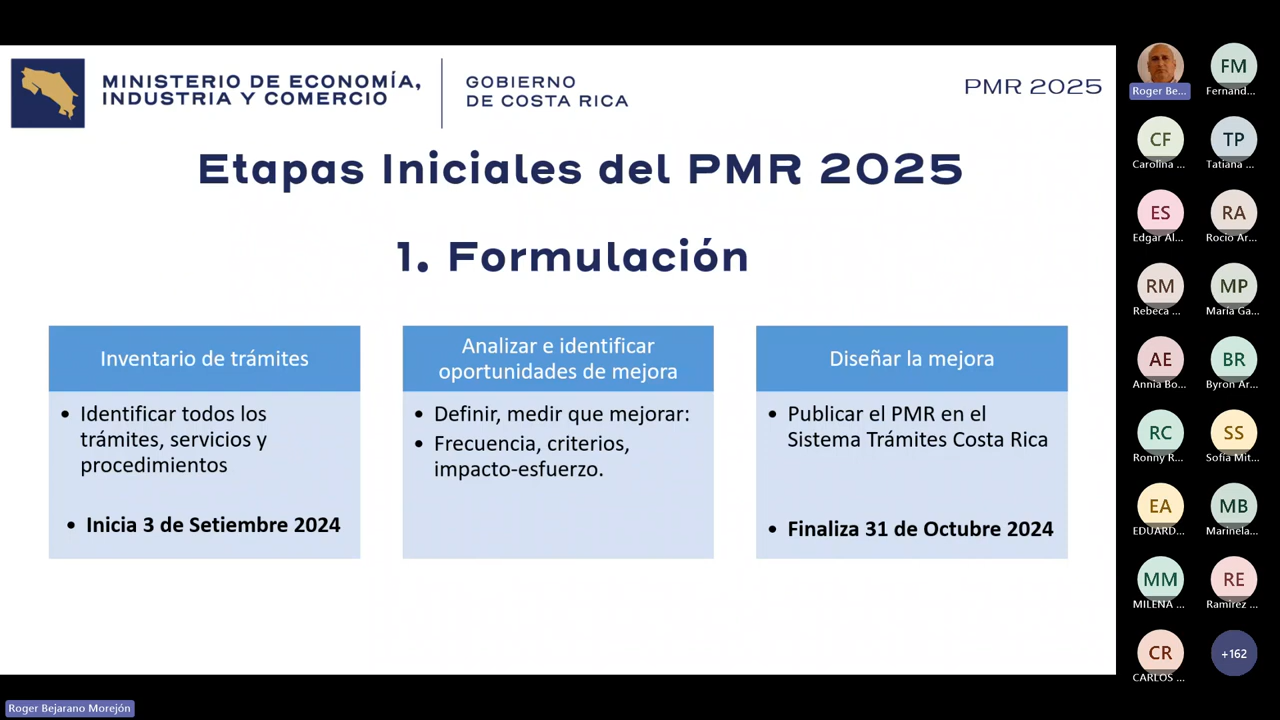 MINISTERIO DE ECONOMÍA,
INDUSTRIA Y COMERCIO
GOBIERNO
DE COSTA RICA
PMR 2025
Etapas Iniciales del PMR 2025
1. Formulación
Inventario de trámites
• Identificar todos los
trámites, servicios y
procedimientos
• Inicia 3 de Setiembre 2024
Analizar e identificar
oportunidades de mejora
• Definir, medir que mejorar:
• Frecuencia, criterios,
impacto-esfuerzo.
Diseñar la mejora
• Publicar el PMR en el
Sistema Trámites Costa Rica
• Finaliza 31 de Octubre 2024
Roger Be...
FM
Fernand...
CF
Carolina ...
TP
Tatiana ...
ES
Edgar Al...
RA
Rocio Ar...
RM
Rebeca ...
MP
María Ga...
AE
Annia Bo...
BR
Byron Ar...
RC
Ronny R...
SS
Sofía Mit...
EA
EDUARD...
MB
Marinela...
MM
MILENA ...
RE
Ramirez ...
CR
CARLOS ...
+162
Roger Bejarano Morejón